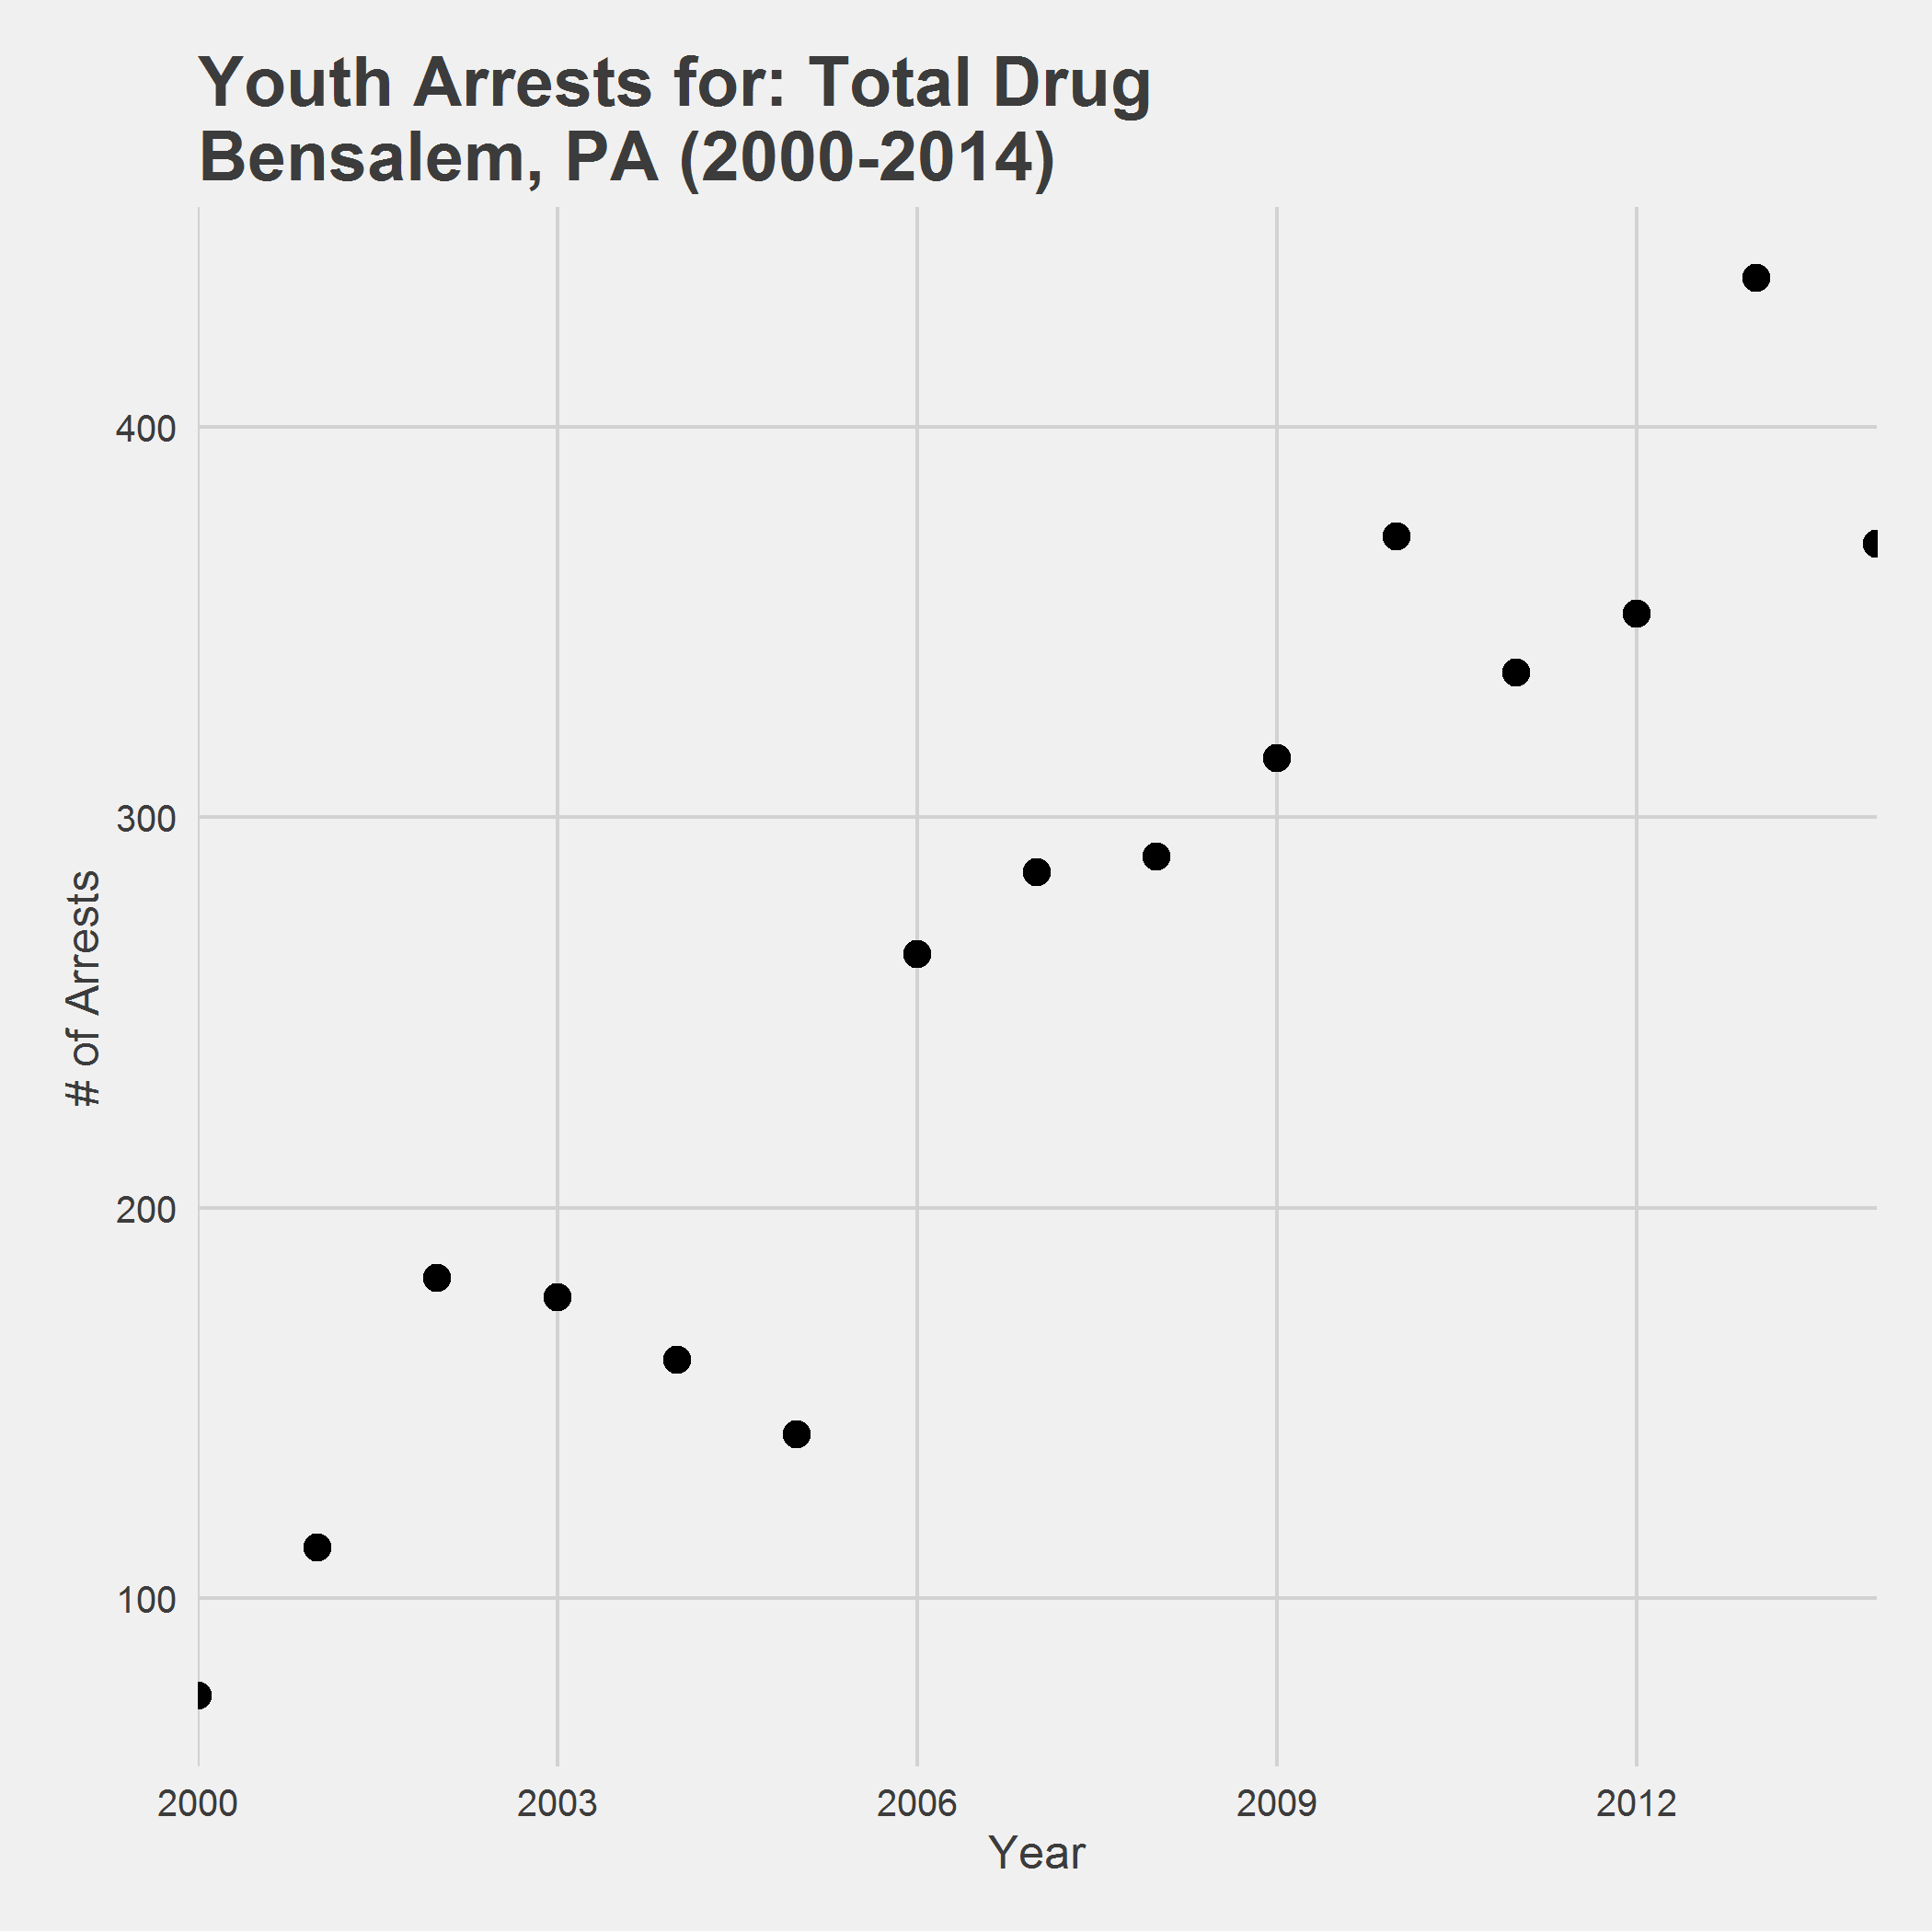 Youth Arrests for: Total Drug
Bensalem, PA (2000-2014)
400
300
200
100
# of Arrests
2000 2003 2006 2009 2012
Year